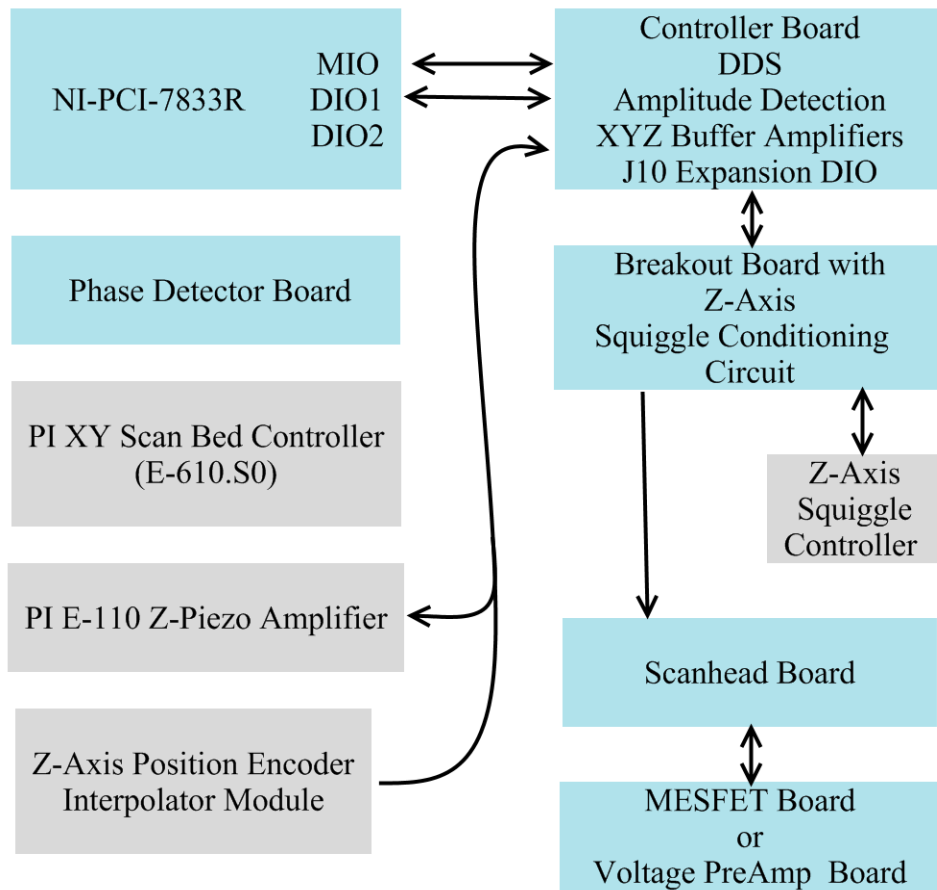 NI-PCI-7833R
MIO
DIO1
DIO2
Controller Board
DDS
Amplitude Detection
XYZ Buffer Amplifiers
J10 Expansion DIO
Phase Detector Board
Breakout Board with
Z-Axis
Squiggle Conditioning
Circuit
PI XY Scan Bed Controller
(E-610.S0)
Z-Axis
Squiggle
Controller
PI E-110 Z-Piezo Amplifier
Scanhead Board
Z-Axis Position Encoder
Interpolator Module
MESFET Board
or
Voltage PreAmp Board